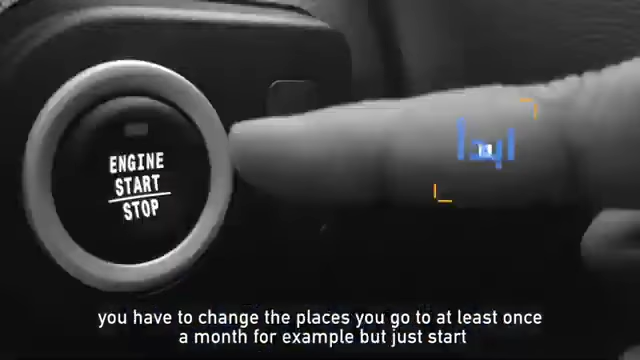 ENGINE
START
STOP
ابدأ
you have to change the places you go to at least once
a month for example but just start